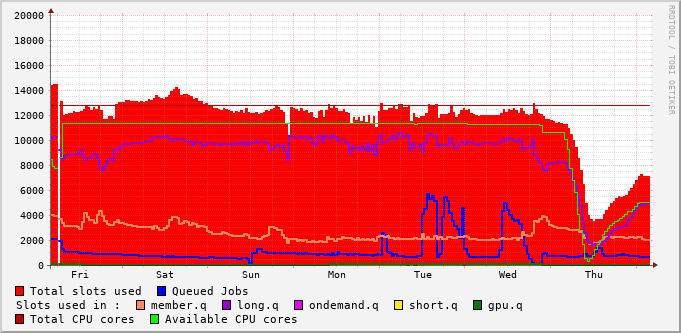 20000
18000
16000
14000
12000
10000
8000
6000
4000
2000
0
Fri Sat Sun Mon Tue Wed Thu
RRDTOOL / TOBI OETIKER
Total slots used Queued Jobs
Slots used in : member.q long.q ondemand.q short.q gpu.q
Total CPU cores Available CPU cores